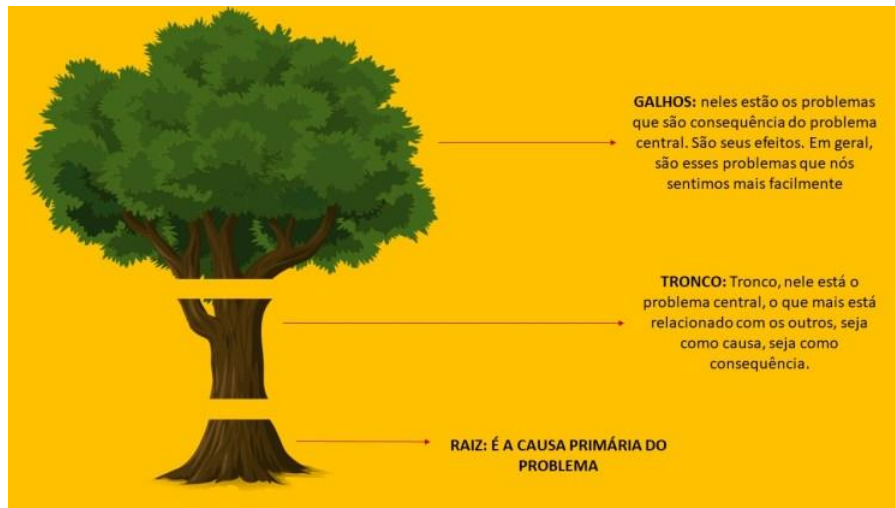 GALHOS: neles estão os problemas
que são consequência do problema
central. São seus efeitos. Em geral,
são esses problemas que nós
sentimos mais facilmente
TRONCO: Tronco, nele está o
problema central, o que mais está
relacionado com os outros, seja
como causa, seja como
consequência.
RAIZ: É A CAUSA PRIMÁRIA DO
PROBLEMA